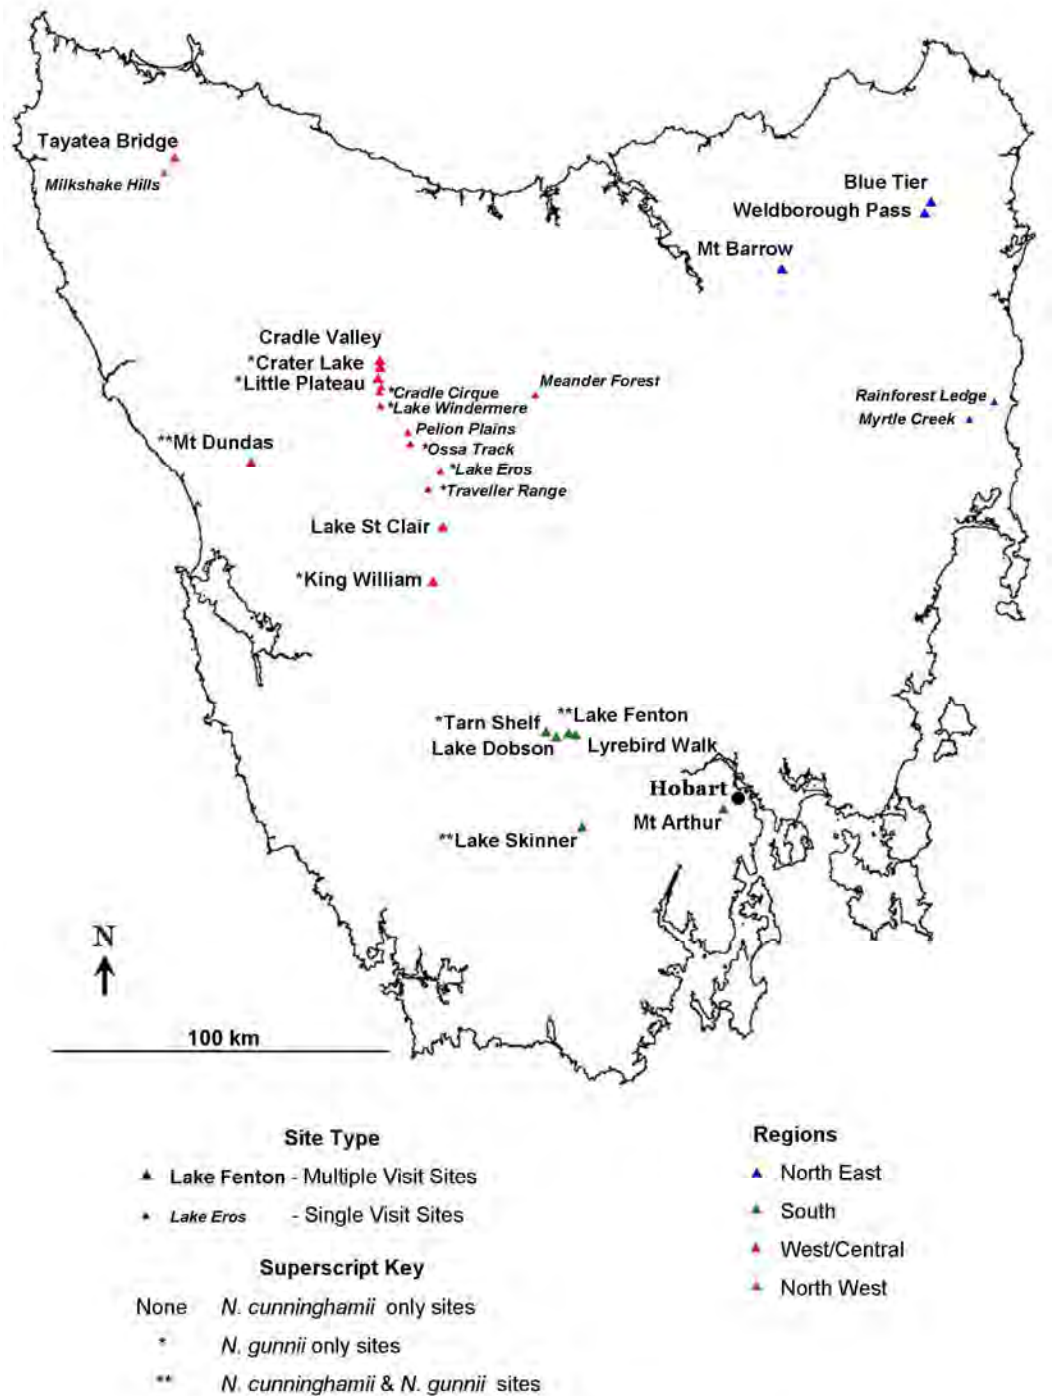 Tayatea Bridge
Milkshake Hills
Blue Tier
Weldborough Pass
Mt Barrow
Cradle Valley
*Crater Lake
*Little Plateau
*Cradle Cirque
*Lake Windermere
Meander Forest
Rainforest Ledge
Myrtle Creek
Pelion Plains
*Ossa Track
**Mt Dundas
*Lake Eros
*Traveller Range
Lake St Clair
*King William
*Tarn Shelf
**Lake Fenton
Lake Dobson
Lyrebird Walk
Hobart
Mt Arthur
**Lake Skinner
N
100 km
Site Type
Lake Fenton - Multiple Visit Sites
Lake Eros - Single Visit Sites
Superscript Key
None N. cunninghamii only sites
* N. gunnii only sites
** N. cunninghamii & N. gunnii sites
Regions
North East
South
West/Central
North West